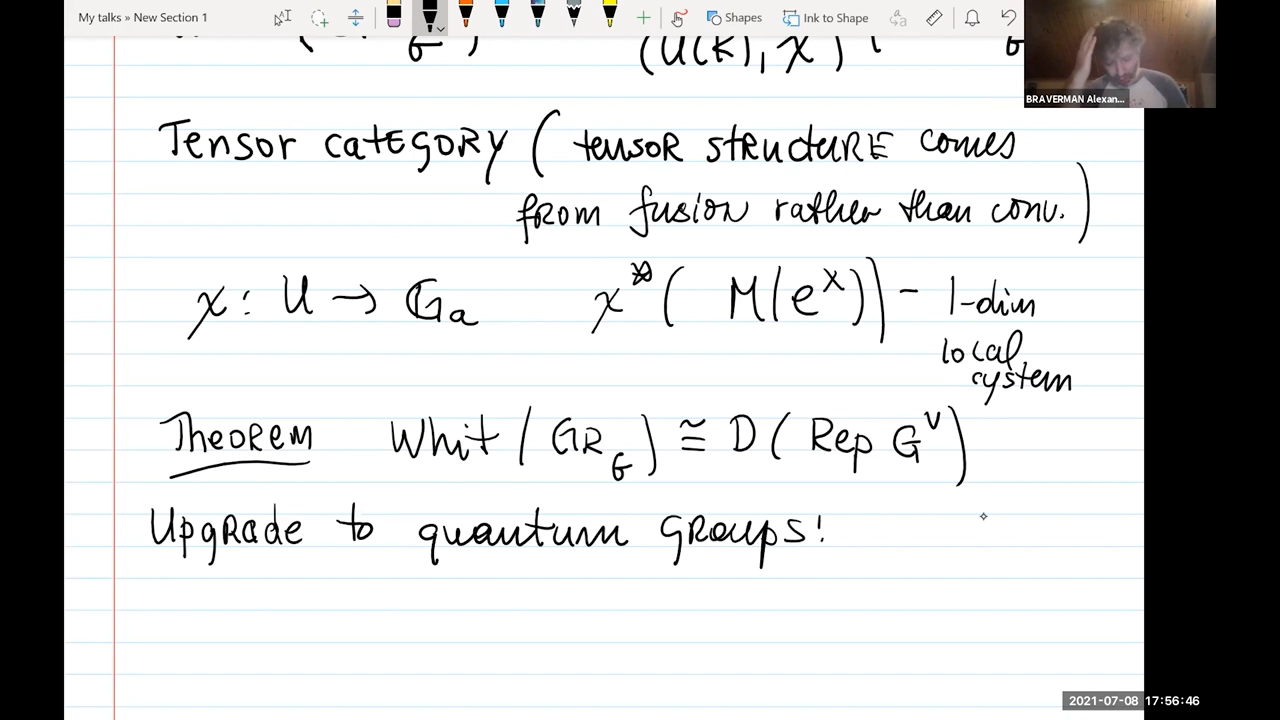 My talks » New Section 1
Shapes
Ink to Shape
G
(U(K), χ)
G
BRAVERMAN Alexan...
Tensor category (tensor structure comes
from fusion rather than conv.)
χ: U → 𝔾a χ*(M(eˣ)) - 1-dim
local
system
Theorem Whit(GR_G) ≅ D(Rep G^∨)
Upgrade to quantum groups!
2021-07-08 17:56:46